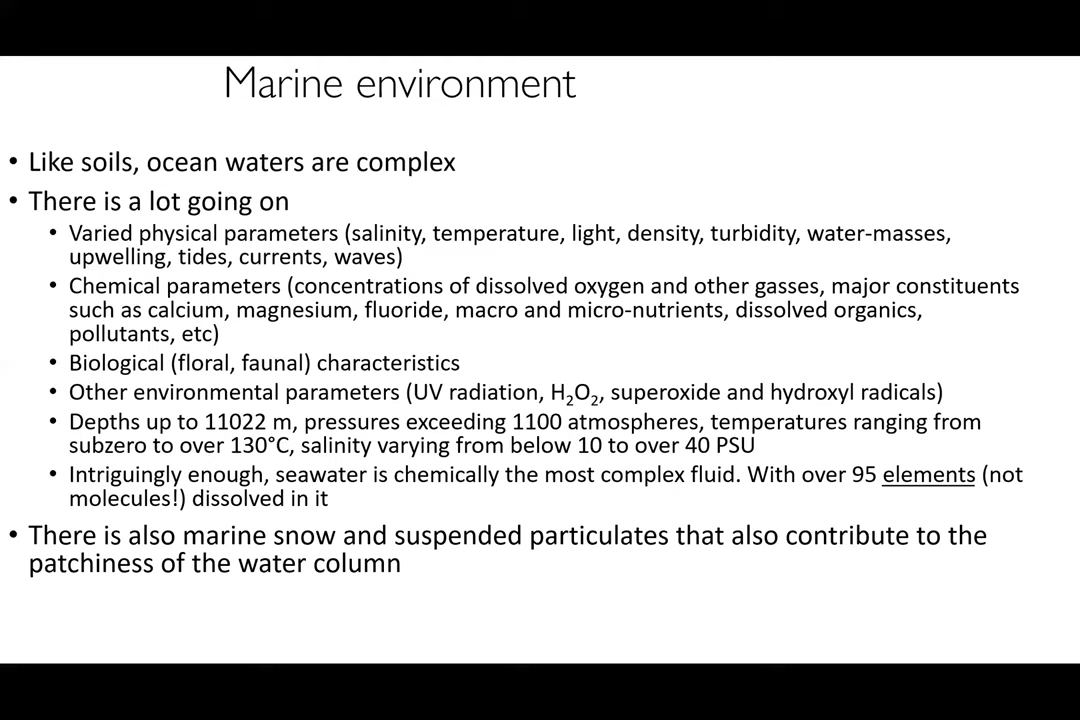 Marine environment
• Like soils, ocean waters are complex
• There is a lot going on
• Varied physical parameters (salinity, temperature, light, density, turbidity, water-masses,
upwelling, tides, currents, waves)
• Chemical parameters (concentrations of dissolved oxygen and other gasses, major constituents
such as calcium, magnesium, fluoride, macro and micro-nutrients, dissolved organics,
pollutants, etc)
• Biological (floral, faunal) characteristics
• Other environmental parameters (UV radiation, H₂O₂, superoxide and hydroxyl radicals)
• Depths up to 11022 m, pressures exceeding 1100 atmospheres, temperatures ranging from
subzero to over 130°C, salinity varying from below 10 to over 40 PSU
• Intriguingly enough, seawater is chemically the most complex fluid. With over 95 elements (not
molecules!) dissolved in it
• There is also marine snow and suspended particulates that also contribute to the
patchiness of the water column